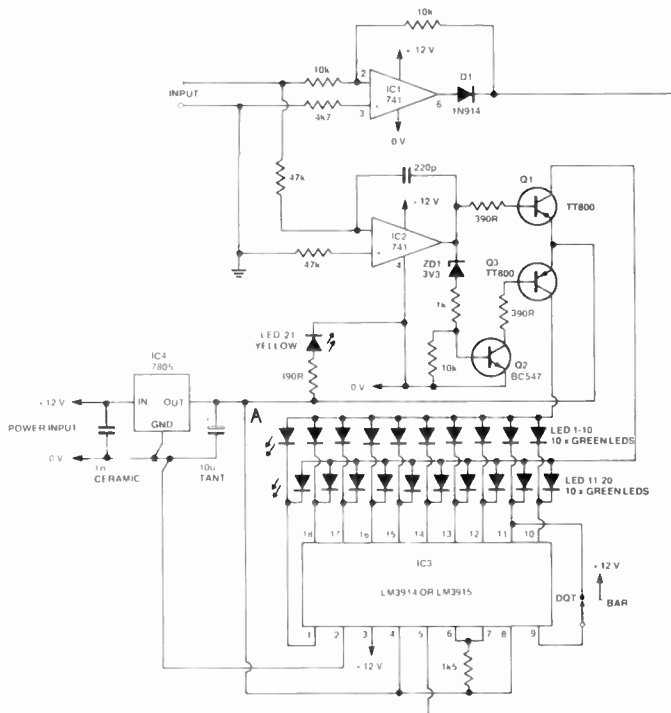 10k
- 12 V
10k
2
IC1
741
D1
INPUT
4k7
3
6
1N914
0 V
220p
Q1
47k
- 12 V
TT800
390R
IC2
741
4
ZD1
3V3
Q3
TT800
47k
1k
390R
LED 21
YELLOW
10k
Q2
BC547
IC4
7805
390R
0 V
- 12 V
IN
OUT
A
GND
LED 1-10
10 x GREEN LEDS
POWER INPUT
0 V
1n
CERAMIC
10u
TANT
LED 11 20
10 x GREEN LEDS
18
17
16
15
14
13
12
11
10
IC3
- 12 V
LM3914 OR LM3915
DQT
BAR
1
2
3
4
5
6
7
8
9
- 12 V
1k5